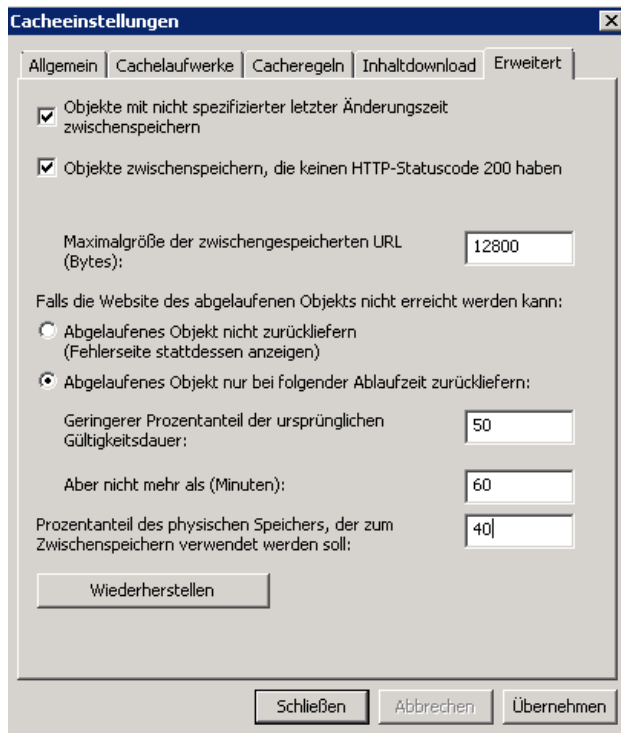 Cacheeinstellungen
Allgemein Cachelaufwerke Cacheregeln Inhaltdownload Erweitert
Objekte mit nicht spezifizierter letzter Änderungszeit
zwischenspeichern
Objekte zwischenspeichern, die keinen HTTP-Statuscode 200 haben
Maximalgröße der zwischengespeicherten URL
(Bytes):
12800
Falls die Website des abgelaufenen Objekts nicht erreicht werden kann:
Abgelaufenes Objekt nicht zurückliefern
(Fehlerseite stattdessen anzeigen)
Abgelaufenes Objekt nur bei folgender Ablaufzeit zurückliefern:
Geringerer Prozentanteil der ursprünglichen
Gültigkeitsdauer:
50
Aber nicht mehr als (Minuten):
60
Prozentanteil des physischen Speichers, der zum
Zwischenspeichern verwendet werden soll:
40
Wiederherstellen
Schließen Abbrechen Übernehmen